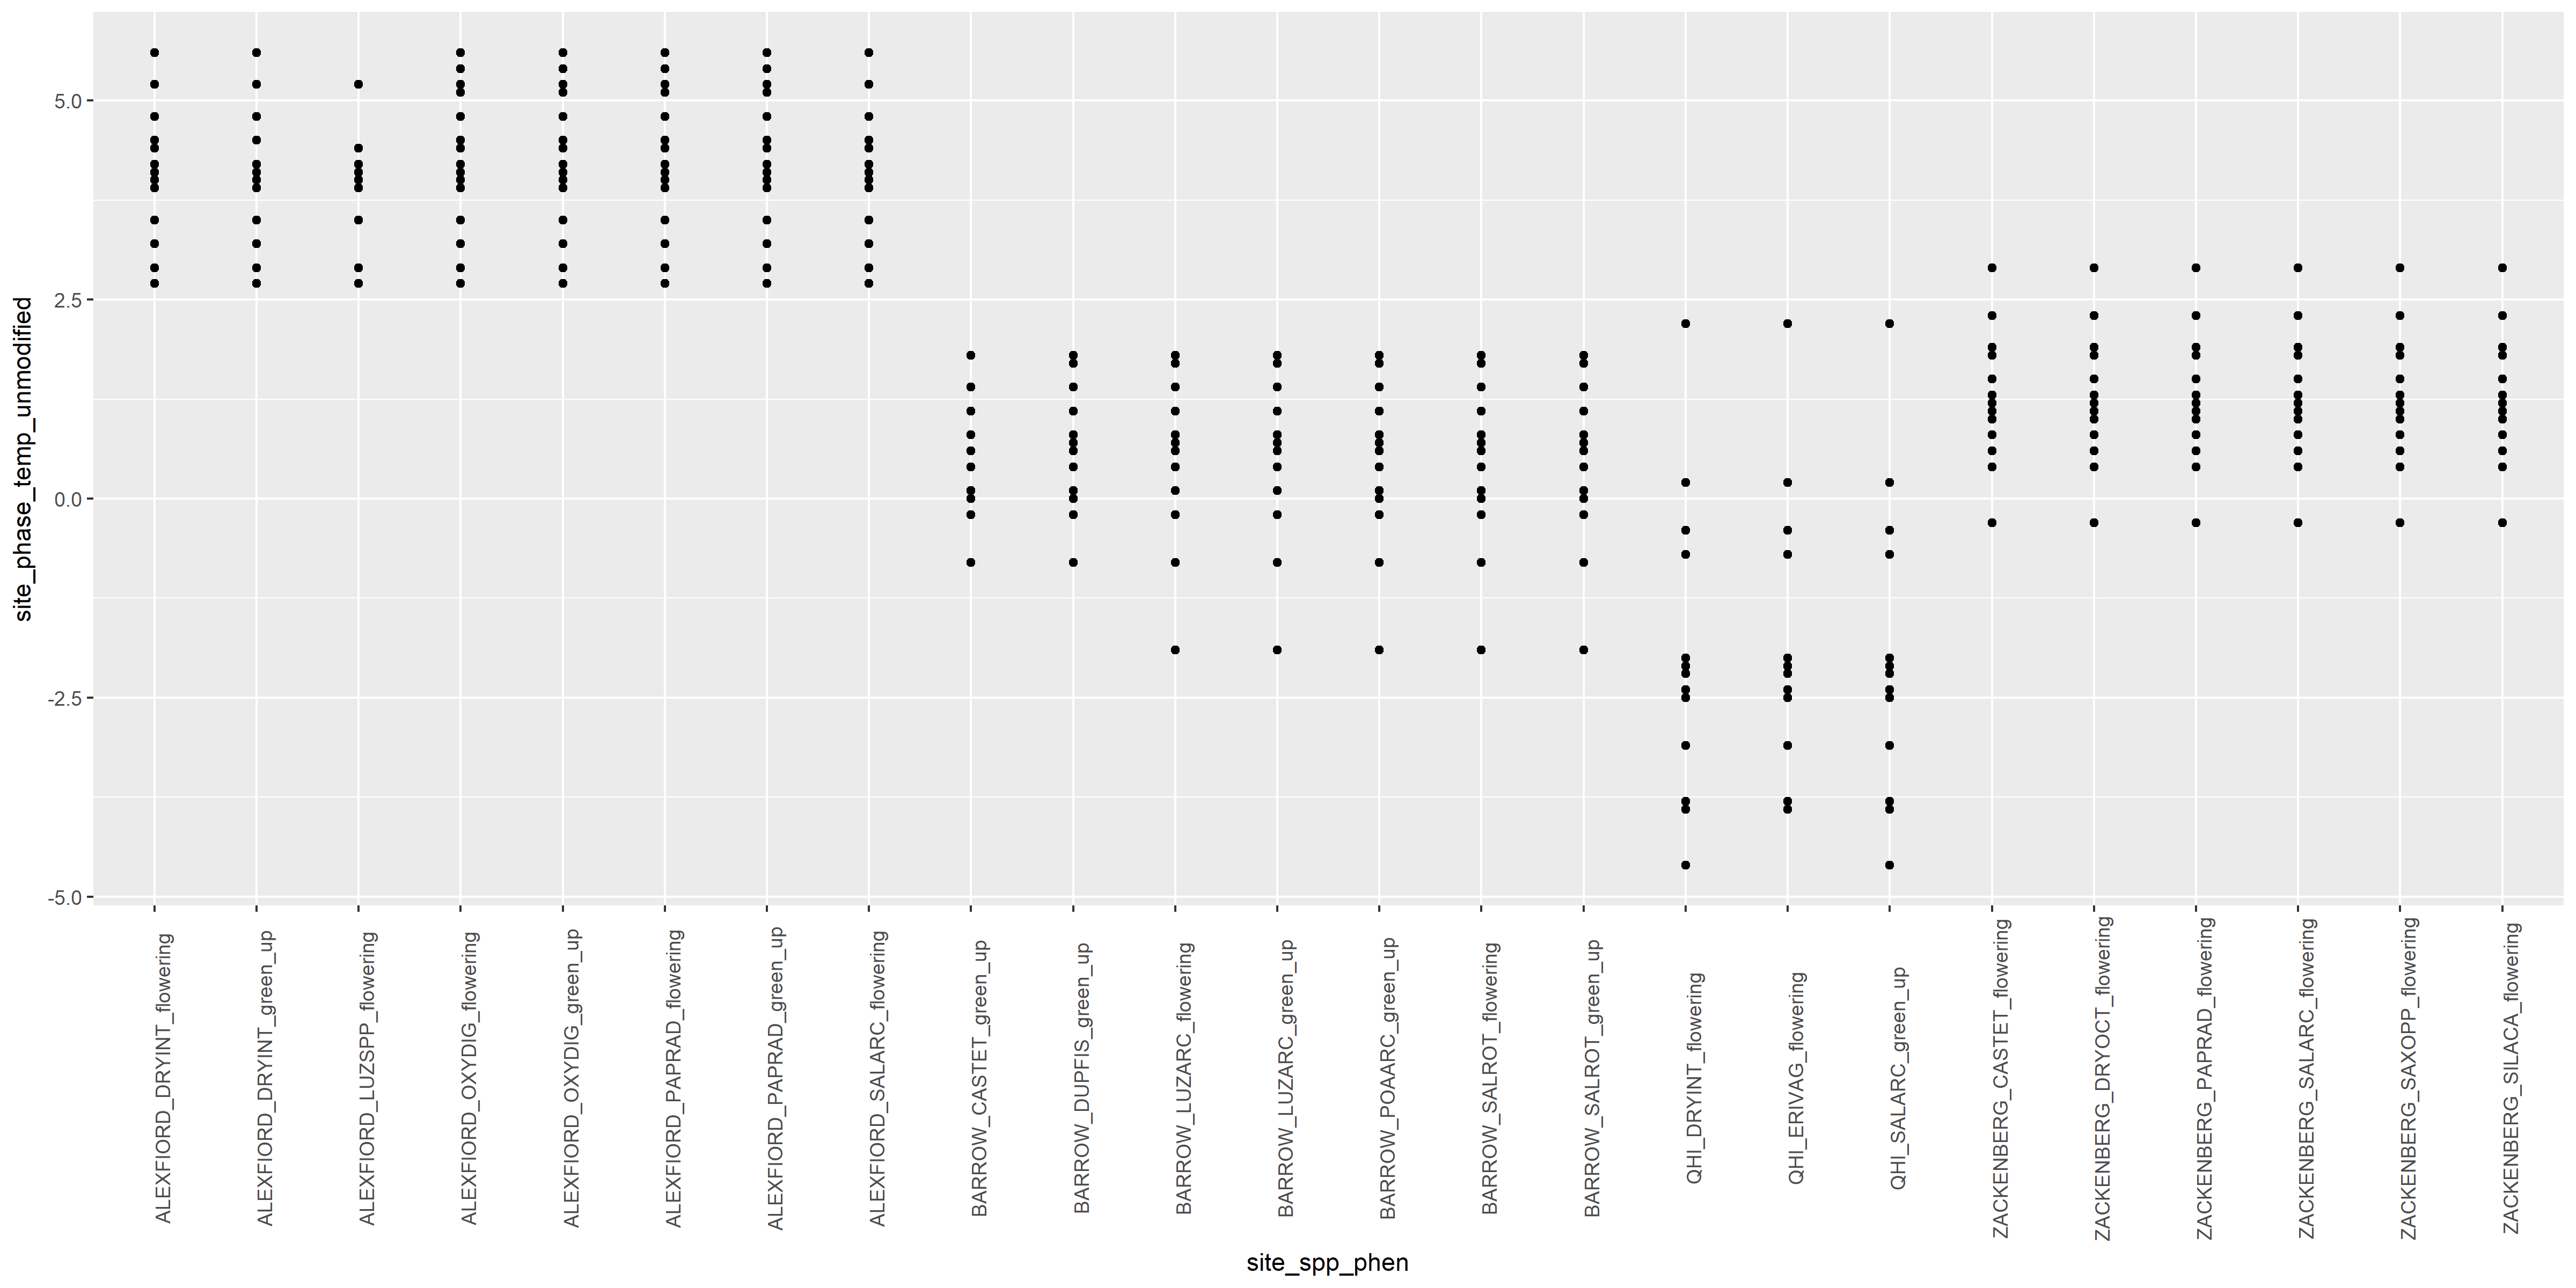 site_phase_temp_unmodified
5.0
2.5
0.0
-2.5
-5.0
ALEXFIORD_DRYINT_flowering
ALEXFIORD_DRYINT_green_up
ALEXFIORD_LUZSPP_flowering
ALEXFIORD_OXYDIG_flowering
ALEXFIORD_OXYDIG_green_up
ALEXFIORD_PAPRAD_flowering
ALEXFIORD_PAPRAD_green_up
ALEXFIORD_SALARC_flowering
BARROW_CASTET_green_up
BARROW_DUPFIS_green_up
BARROW_LUZARC_flowering
BARROW_LUZARC_green_up
BARROW_POAARC_green_up
BARROW_SALROT_flowering
BARROW_SALROT_green_up
QHI_DRYINT_flowering
QHI_ERIVAG_flowering
QHI_SALARC_green_up
ZACKENBERG_CASTET_flowering
ZACKENBERG_DRYOCT_flowering
ZACKENBERG_PAPRAD_flowering
ZACKENBERG_SALARC_flowering
ZACKENBERG_SAXOPP_flowering
ZACKENBERG_SILACA_flowering
site_spp_phen